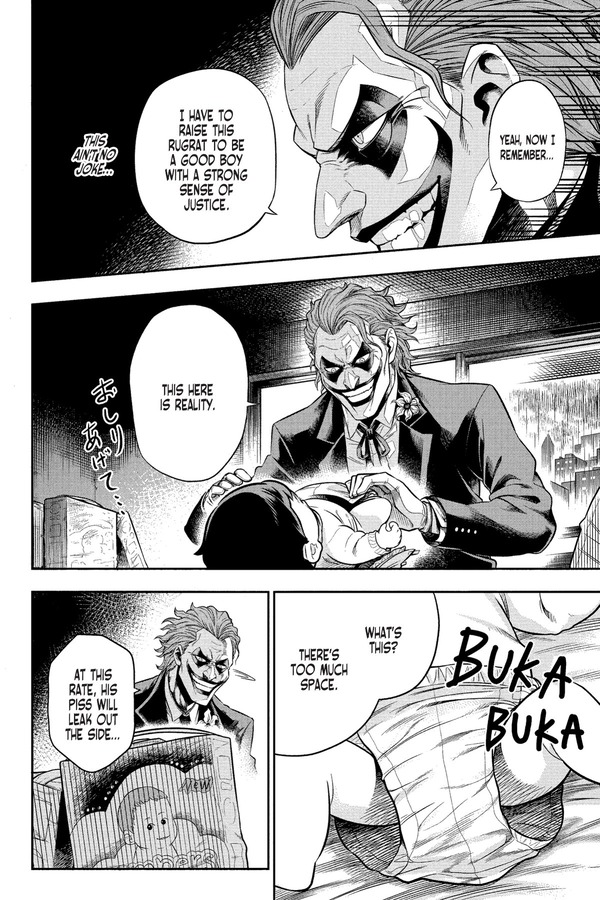 YEAH, NOW I
REMEMBER...
I HAVE TO
RAISE THIS
RUGRAT TO BE
A GOOD BOY
WITH A STRONG
SENSE OF
JUSTICE.
THIS
AIN'T NO
JOKE...
THIS HERE
IS REALITY.
おしり
あげて…
WHAT'S
THIS?
THERE'S
TOO MUCH
SPACE.
BUKA
BUKA
AT THIS
RATE, HIS
PISS WILL
LEAK OUT
THE SIDE...
NEW